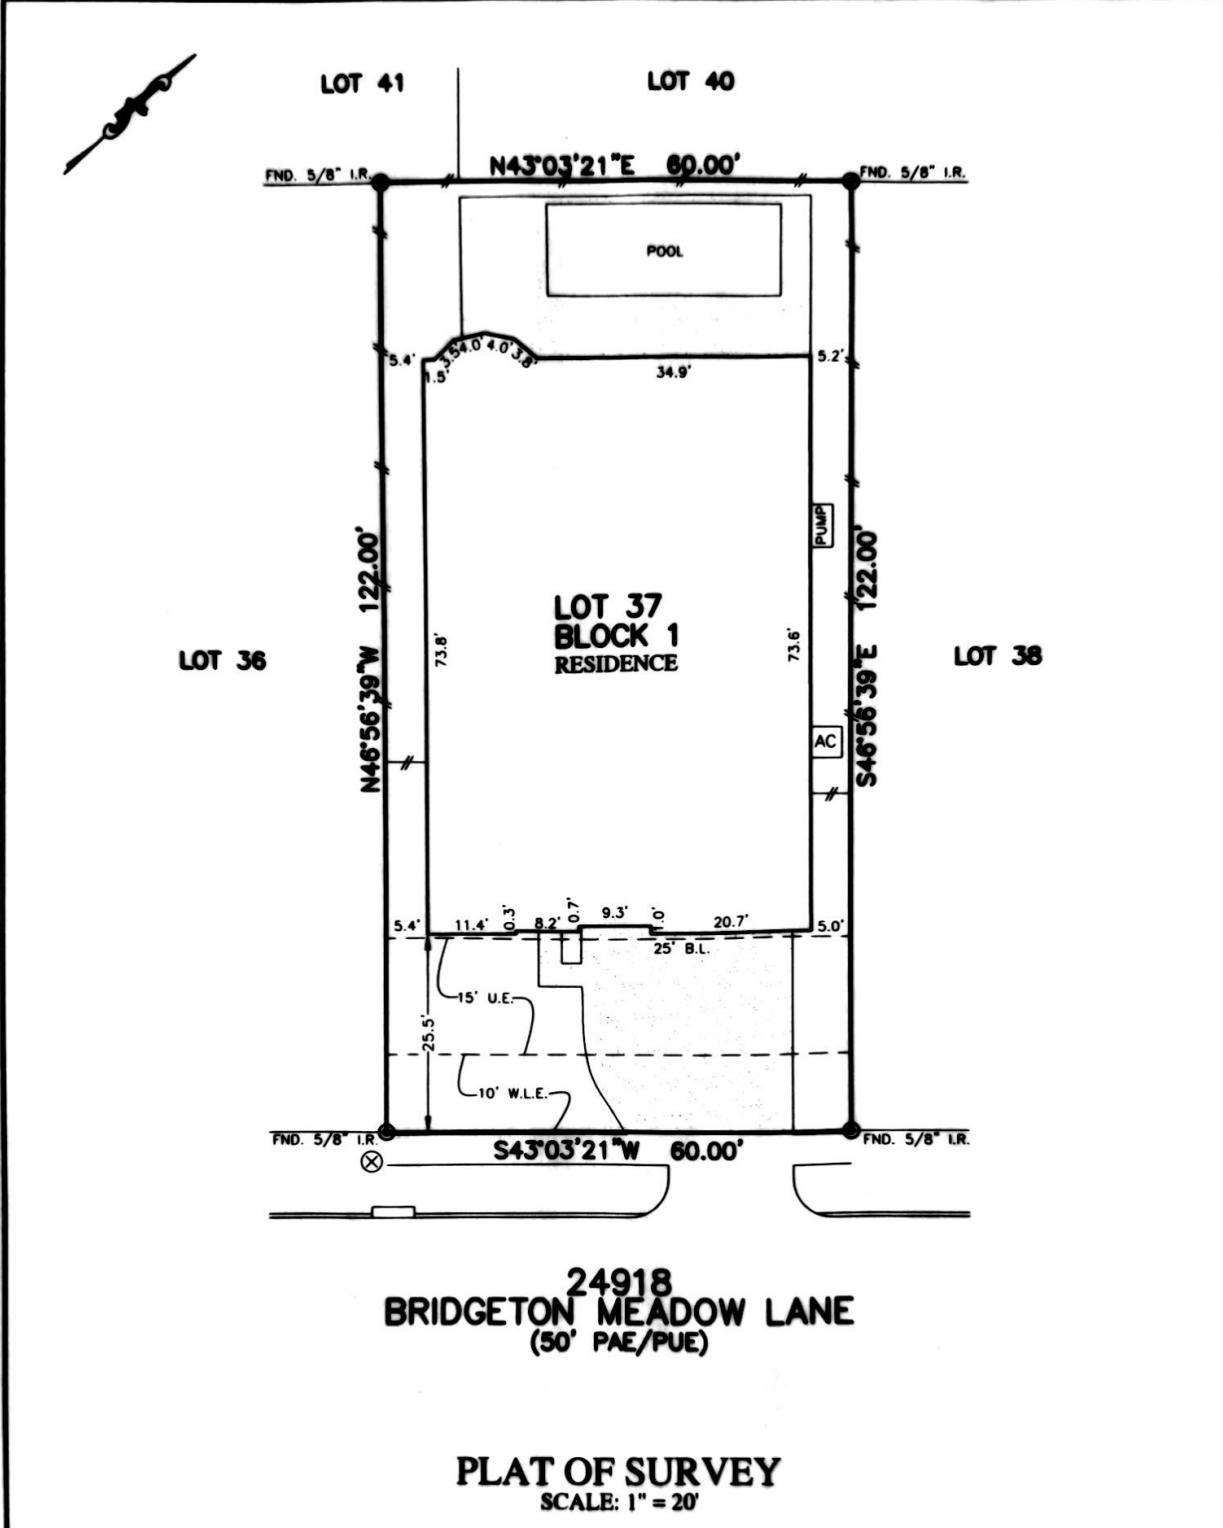 LOT 41
LOT 40
N43°03'21"E 60.00'
FND. 5/8" I.R.
FND. 5/8" I.R.
POOL
5.4'
1.5'
3.5'
4.0'
4.0'
3.8'
34.9'
5.2'
PUMP
N46°56'39"W 122.00'
S46°56'39"E 122.00'
LOT 37
BLOCK 1
RESIDENCE
73.8'
73.6'
LOT 36
LOT 38
AC
5.4'
11.4'
0.3'
8.2'
0.7'
9.3'
1.0'
20.7'
5.0'
25' B.L.
15' U.E.
25.5'
10' W.L.E.
FND. 5/8" I.R.
FND. 5/8" I.R.
S43°03'21"W 60.00'
24918
BRIDGETON MEADOW LANE
(50' PAE/PUE)
PLAT OF SURVEY
SCALE: 1" = 20'